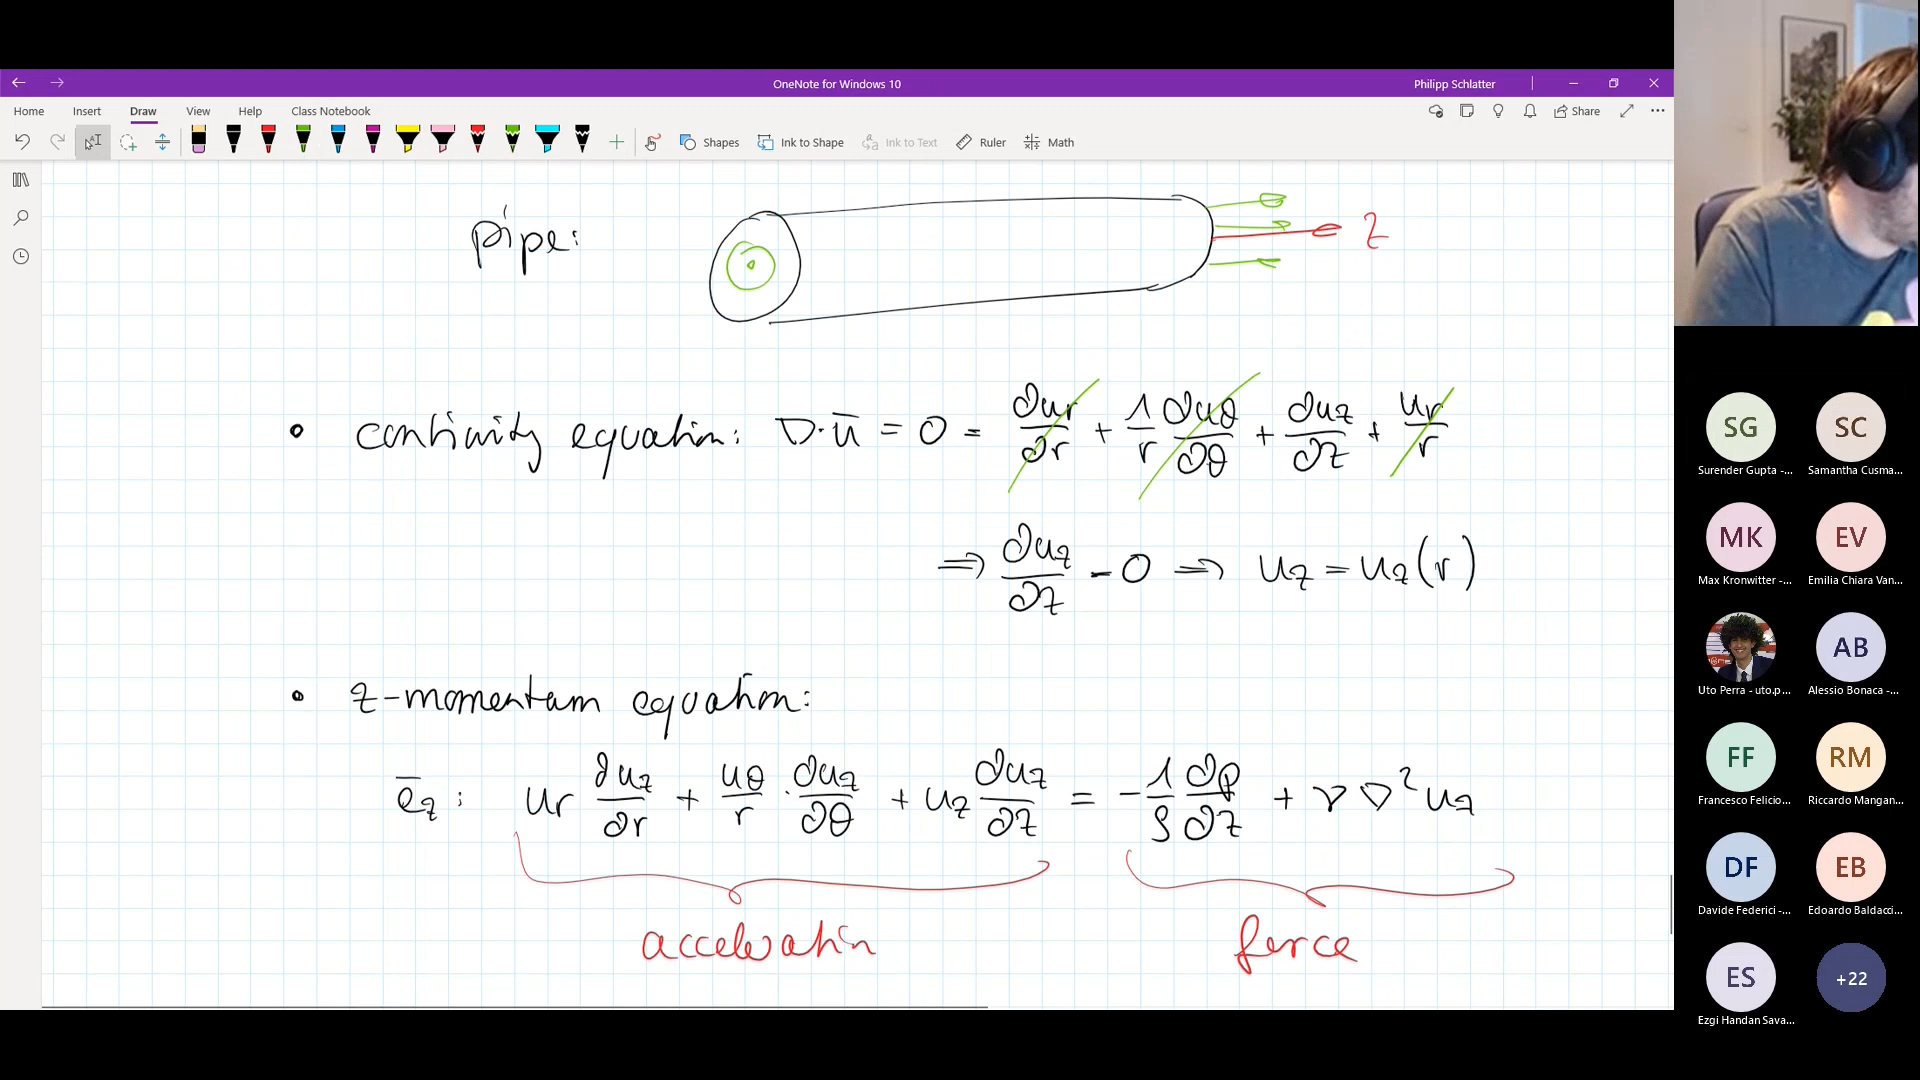 OneNote for Windows 10
Philipp Schlatter
Home Insert Draw View Help Class Notebook
Share
Shapes Ink to Shape Ink to Text Ruler Math
pipe:
z
• continuity equation: ∇·ū = 0 = ∂ur/∂r + 1/r ∂uθ/∂θ + ∂uz/∂z + ur/r
⇒ ∂uz/∂z = 0 ⇒ uz = uz(r)
• z-momentum equation:
ēz: ur ∂uz/∂r + uθ/r · ∂uz/∂θ + uz ∂uz/∂z = -1/ρ ∂p/∂z + ν∇²uz
acceleration
force
SG
SC
Surender Gupta -...
Samantha Cusma...
MK
EV
Max Kronwitter -...
Emilia Chiara Van...
AB
Uto Perra - uto.p...
Alessio Bonaca -...
FF
RM
Francesco Felicio...
Riccardo Mangan...
DF
EB
Davide Federici -...
Edoardo Baldacci...
ES
+22
Ezgi Handan Sava...